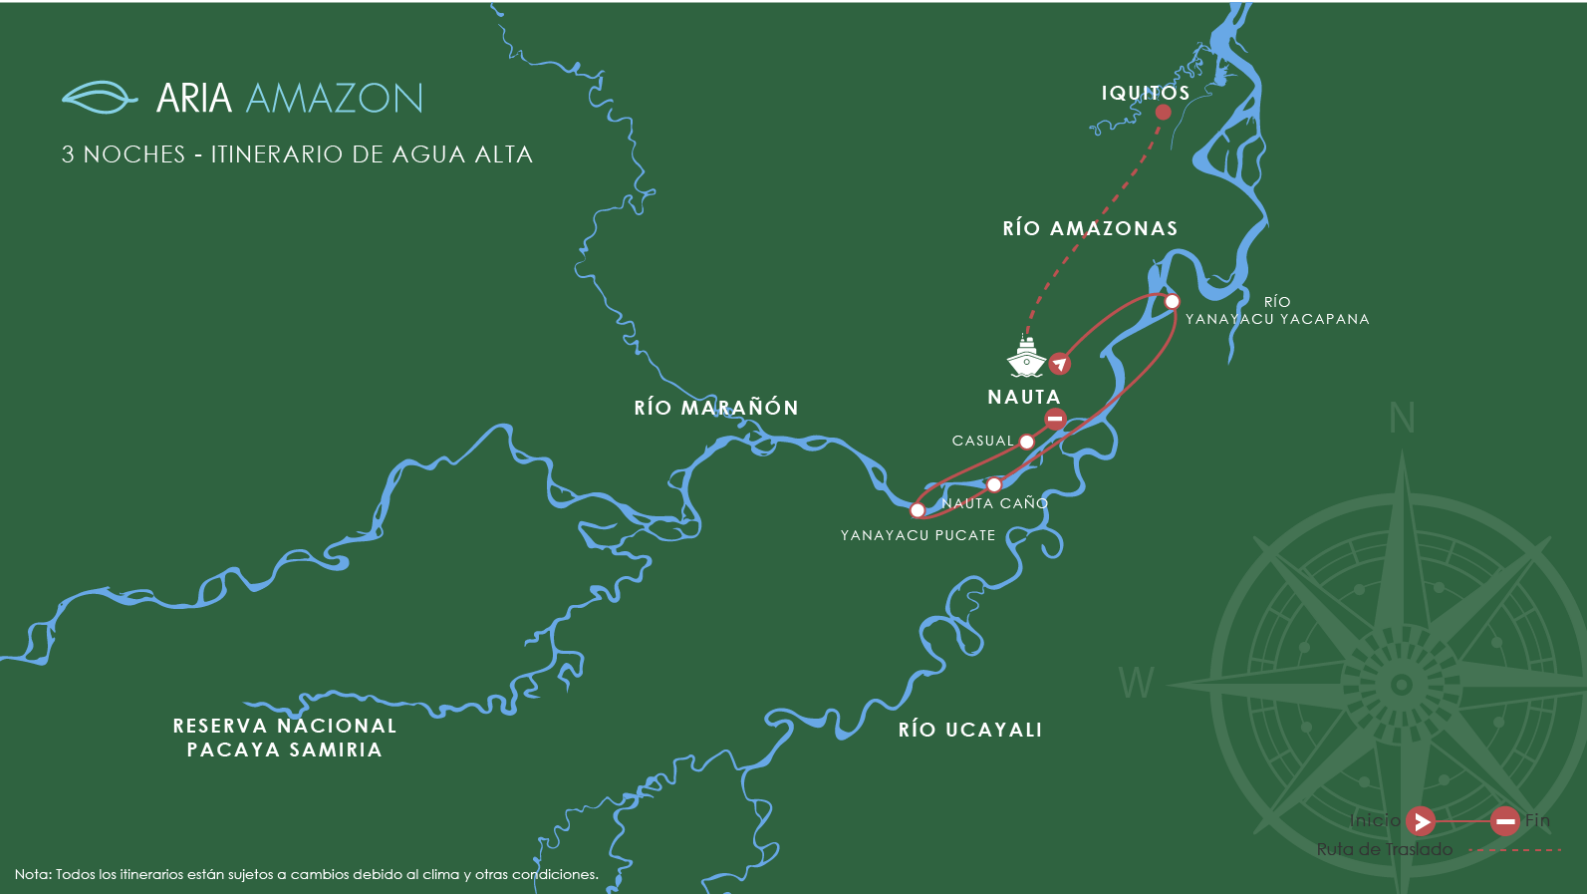 ARIA AMAZON
3 NOCHES - ITINERARIO DE AGUA ALTA
IQUITOS
RÍO AMAZONAS
RÍO
YANAYACU YACAPANA
NAUTA
RÍO MARAÑÓN
CASUAL
NAUTA CAÑO
YANAYACU PUCATE
N
W
RESERVA NACIONAL
PACAYA SAMIRIA
RÍO UCAYALI
Inicio
Fin
Ruta de Traslado
Nota: Todos los itinerarios están sujetos a cambios debido al clima y otras condiciones.